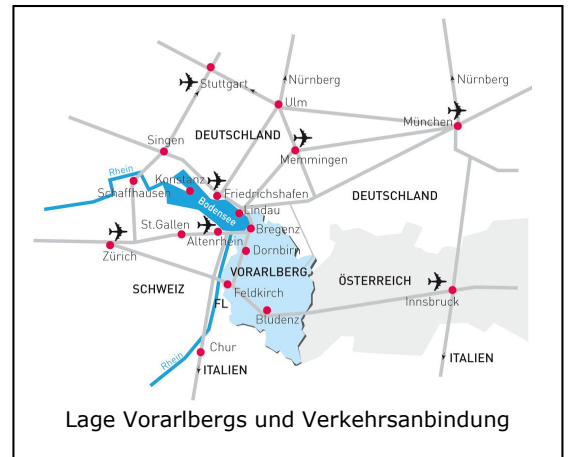 Nürnberg
Nürnberg
Stuttgart
Ulm
München
DEUTSCHLAND
Singen
Memmingen
Rhein
Konstanz
Schaffhausen
Friedrichshafen
DEUTSCHLAND
Bodensee
Lindau
St.Gallen
Bregenz
Altenrhein
Dornbirn
Zürich
VORARLBERG
ÖSTERREICH
SCHWEIZ
Feldkirch
Innsbruck
FL
Bludenz
Chur
Rhein
ITALIEN
ITALIEN
Lage Vorarlbergs und Verkehrsanbindung